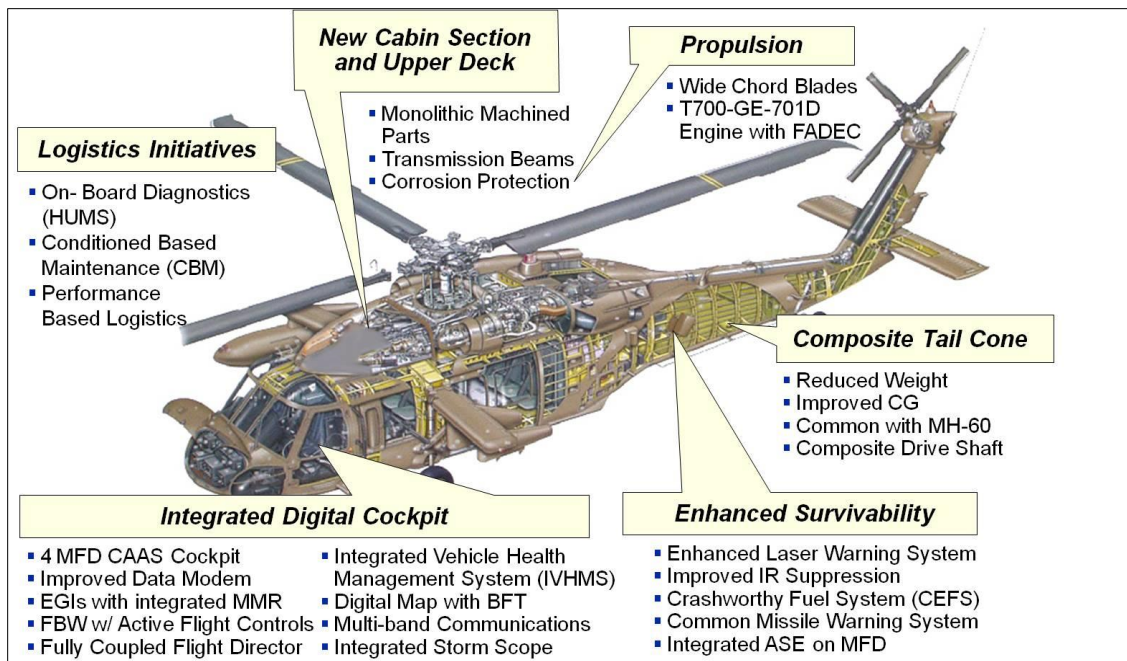 New Cabin Section
and Upper Deck
▪ Monolithic Machined
Parts
▪ Transmission Beams
▪ Corrosion Protection
Propulsion
▪ Wide Chord Blades
▪ T700-GE-701D
Engine with FADEC
Logistics Initiatives
▪ On- Board Diagnostics
(HUMS)
▪ Conditioned Based
Maintenance (CBM)
▪ Performance
Based Logistics
Composite Tail Cone
▪ Reduced Weight
▪ Improved CG
▪ Common with MH-60
▪ Composite Drive Shaft
Integrated Digital Cockpit
▪ 4 MFD CAAS Cockpit
▪ Improved Data Modem
▪ EGIs with integrated MMR
▪ FBW w/ Active Flight Controls
▪ Fully Coupled Flight Director
▪ Integrated Vehicle Health
Management System (IVHMS)
▪ Digital Map with BFT
▪ Multi-band Communications
▪ Integrated Storm Scope
Enhanced Survivability
▪ Enhanced Laser Warning System
▪ Improved IR Suppression
▪ Crashworthy Fuel System (CEFS)
▪ Common Missile Warning System
▪ Integrated ASE on MFD